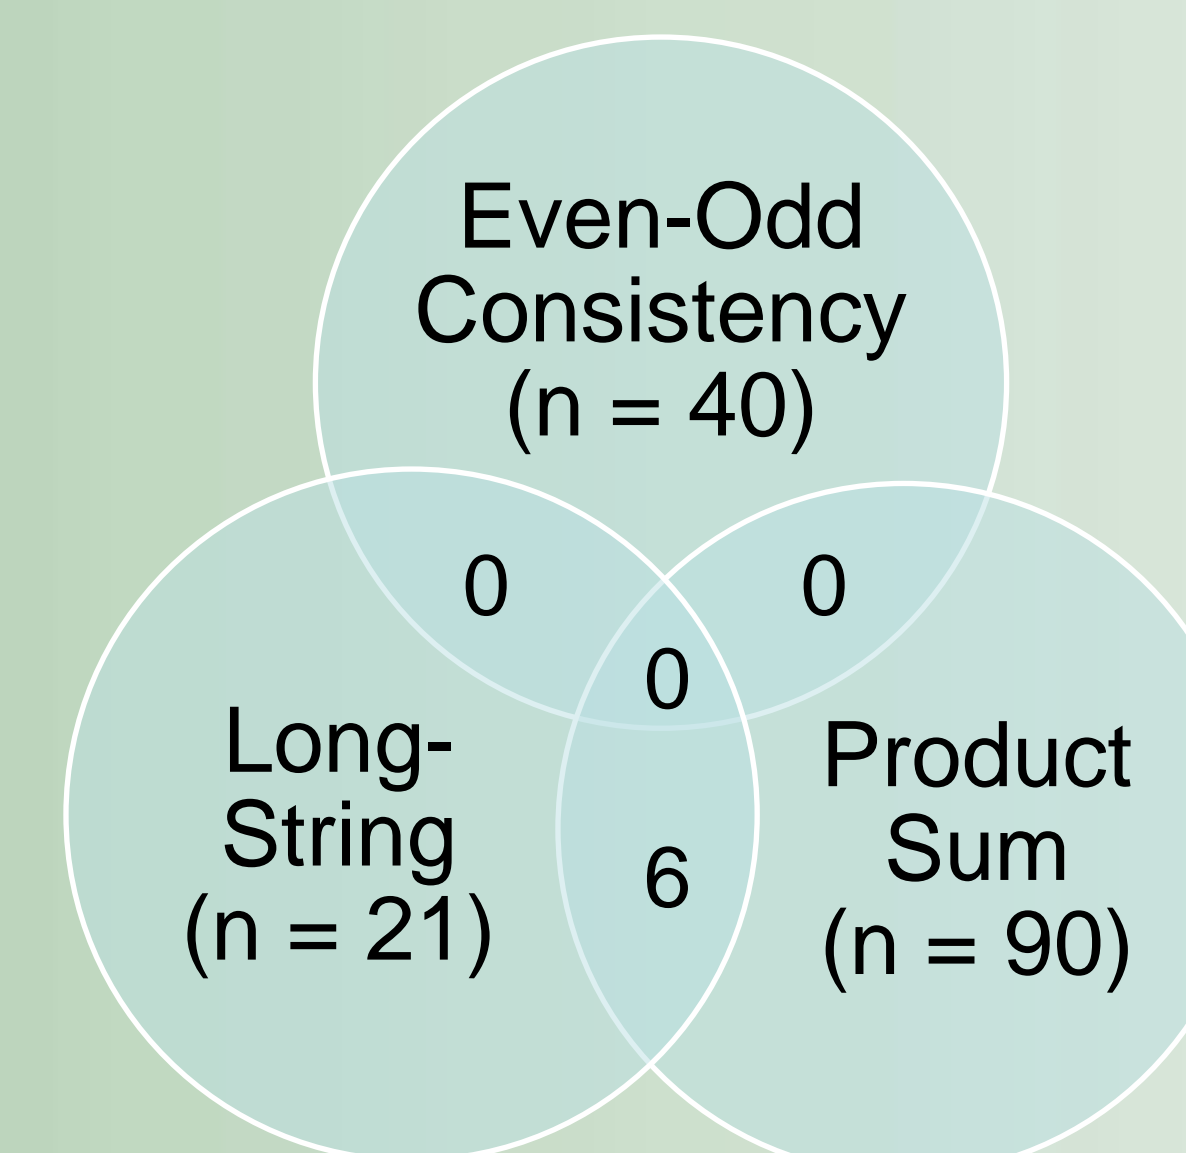 Even-Odd
Consistency
(n = 40)
0
0
0
Long-
String
(n = 21)
6
Product
Sum
(n = 90)